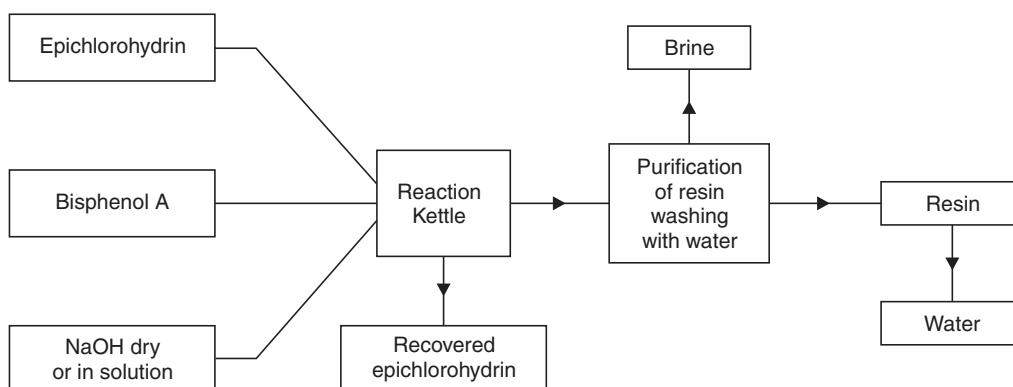 Epichlorohydrin
Bisphenol A
NaOH dry
or in solution
Reaction
Kettle
Recovered
epichlorohydrin
Brine
Purification
of resin
washing
with water
Resin
Water